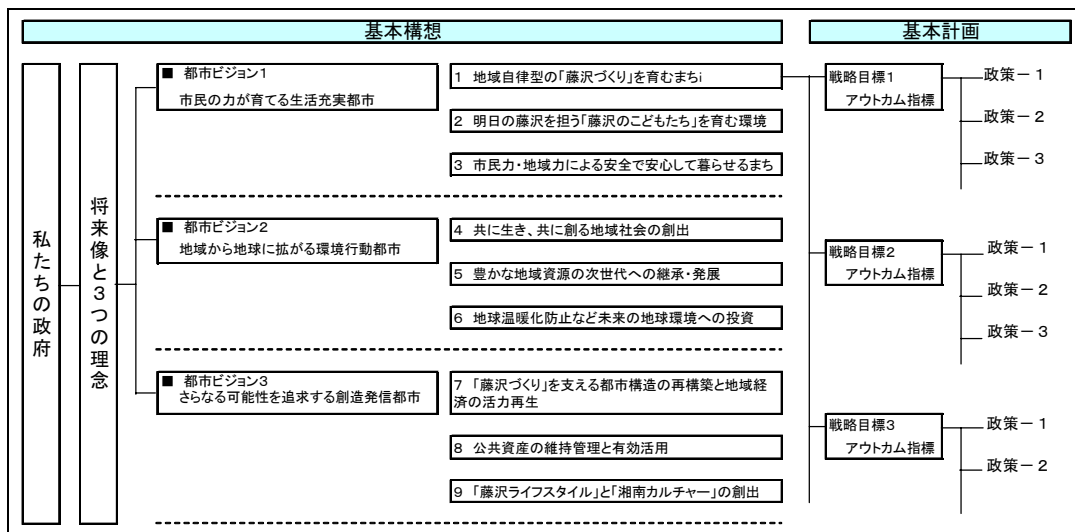 基本構想
基本計画
私たちの政府
将来像と3つの理念
■ 都市ビジョン1
市民の力が育てる生活充実都市
1 地域自律型の「藤沢づくり」を育むまちi
2 明日の藤沢を担う「藤沢のこどもたち」を育む環境
3 市民力・地域力による安全で安心して暮らせるまち
■ 都市ビジョン2
地域から地球に拡がる環境行動都市
4 共に生き、共に創る地域社会の創出
5 豊かな地域資源の次世代への継承・発展
6 地球温暖化防止など未来の地球環境への投資
■ 都市ビジョン3
さらなる可能性を追求する創造発信都市
7 「藤沢づくり」を支える都市構造の再構築と地域経
済の活力再生
8 公共資産の維持管理と有効活用
9 「藤沢ライフスタイル」と「湘南カルチャー」の創出
戦略目標1
アウトカム指標
政策－1
政策－2
政策－3
戦略目標2
アウトカム指標
政策－1
政策－2
政策－3
戦略目標3
アウトカム指標
政策－1
政策－2